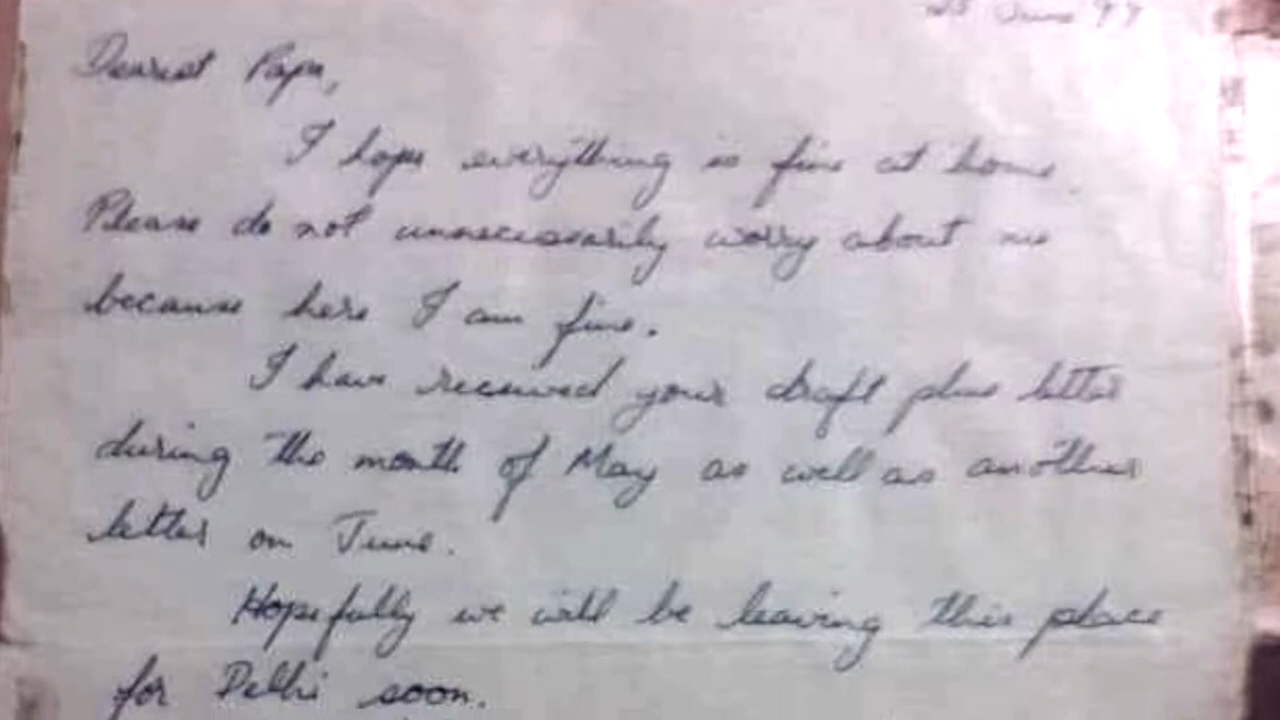 June 99
Dearest Papa,
I hope everything is fine at home.
Please do not unnecessarily worry about me
because here I am fine.
I have received your draft plus letter
during the month of May as well as another
letter on June.
Hopefully we will be leaving this place
for Delhi soon.